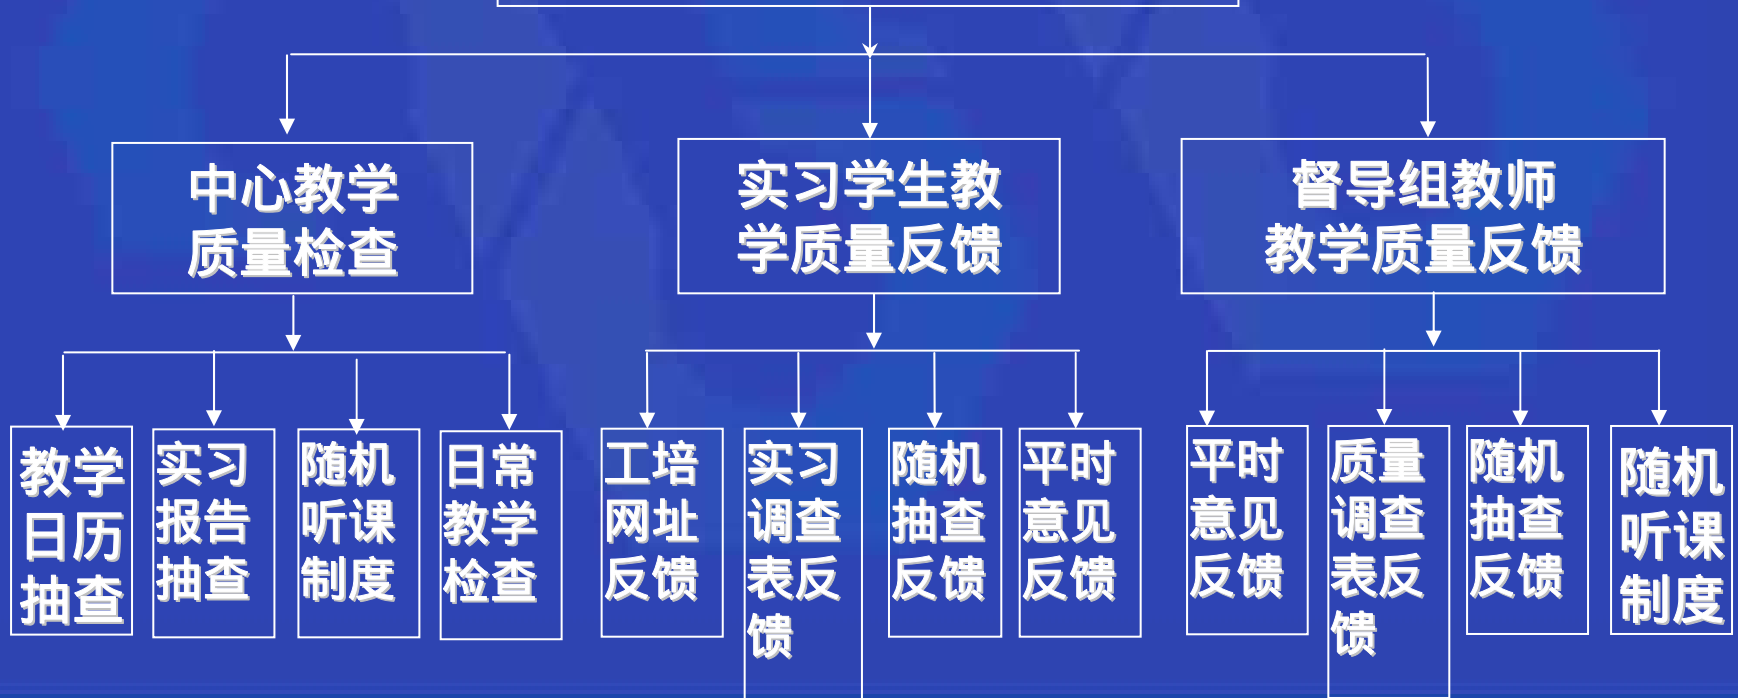 中心教学
质量检查
实习学生教
学质量反馈
督导组教师
教学质量反馈
教学
日历
抽查
实习
报告
抽查
随机
听课
制度
日常
教学
检查
工培
网址
反馈
实习
调查
表反
馈
随机
抽查
反馈
平时
意见
反馈
平时
意见
反馈
质量
调查
表反
馈
随机
抽查
反馈
随机
听课
制度